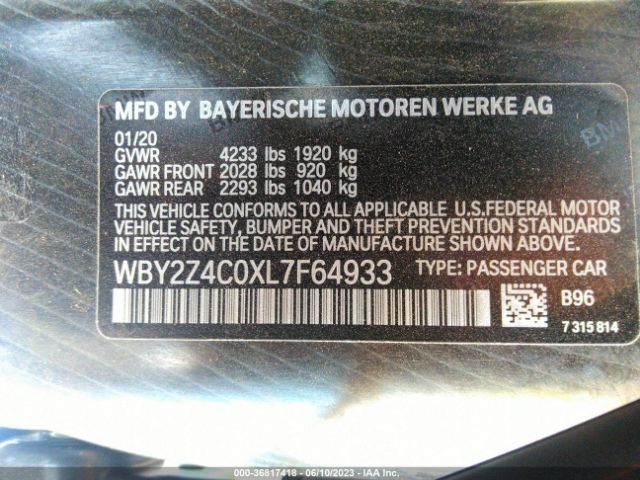 MFD BY BAYERISCHE MOTOREN WERKE AG
01/20
GVWR 4233 lbs 1920 kg
GAWR FRONT 2028 lbs 920 kg
GAWR REAR 2293 lbs 1040 kg
THIS VEHICLE CONFORMS TO ALL APPLICABLE U.S.FEDERAL MOTOR
VEHICLE SAFETY, BUMPER AND THEFT PREVENTION STANDARDS
IN EFFECT ON THE DATE OF MANUFACTURE SHOWN ABOVE.
WBY2Z4C0XL7F64933 TYPE: PASSENGER CAR
B96
7 315 814
000-36817418 - 06/10/2023 - IAA Inc.